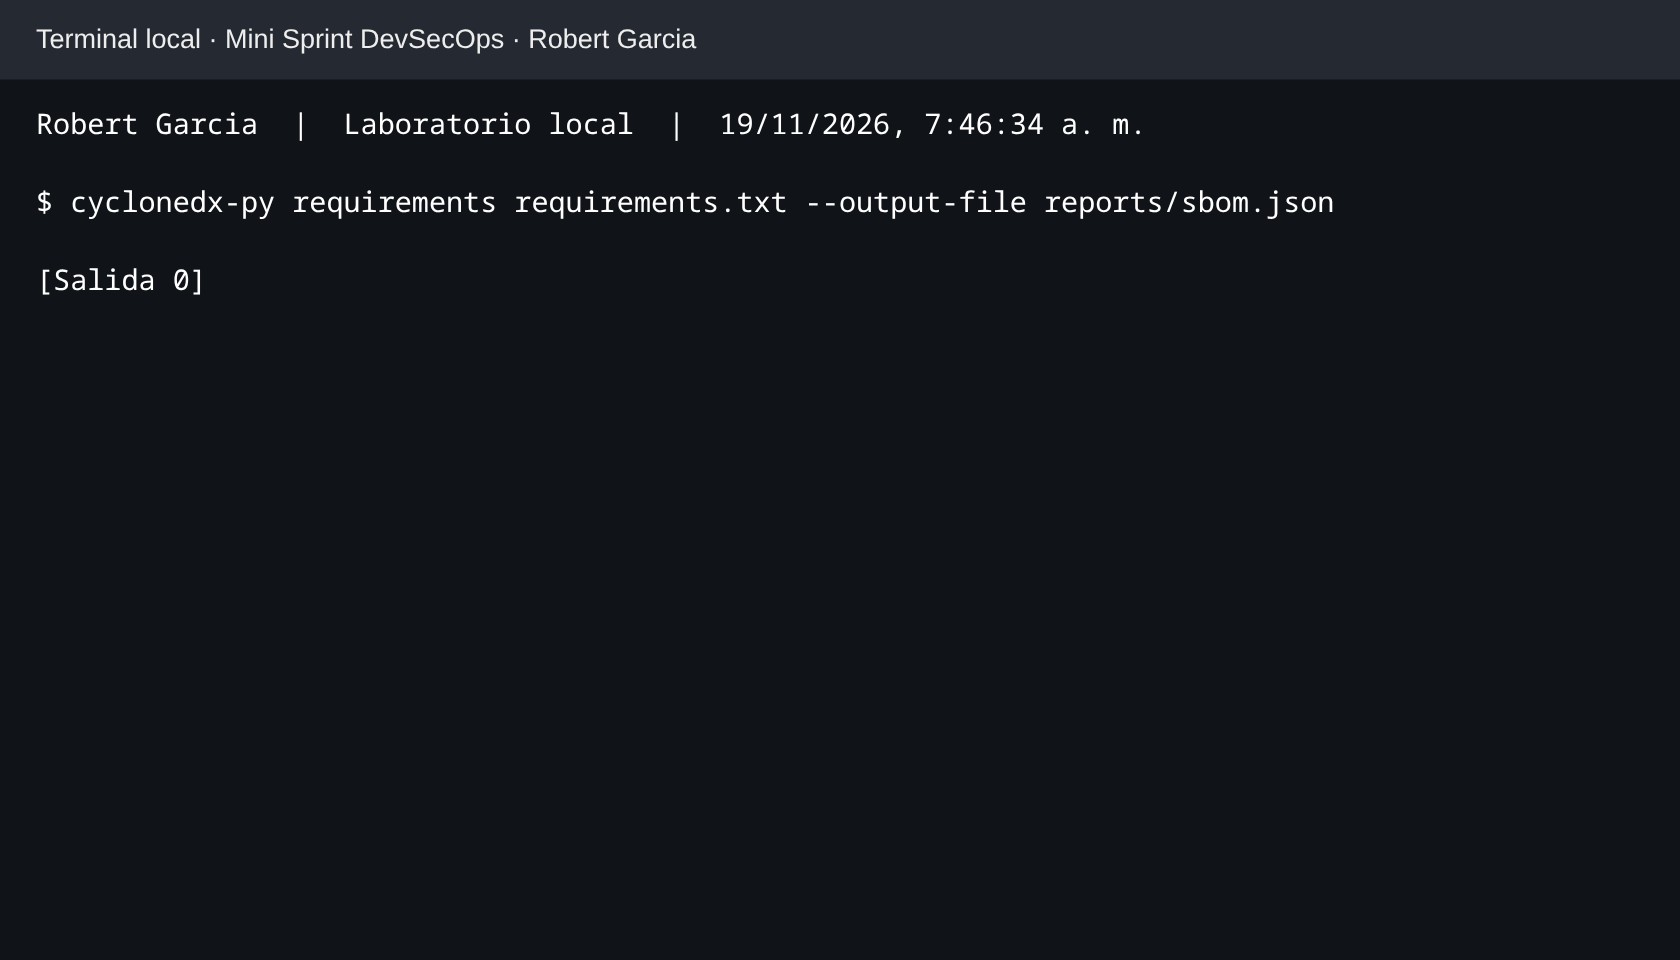 Terminal local · Mini Sprint DevSecOps · Robert Garcia
Robert Garcia  |  Laboratorio local  |  19/11/2026, 7:46:34 a. m.
$ cyclonedx-py requirements requirements.txt --output-file reports/sbom.json
[Salida 0]